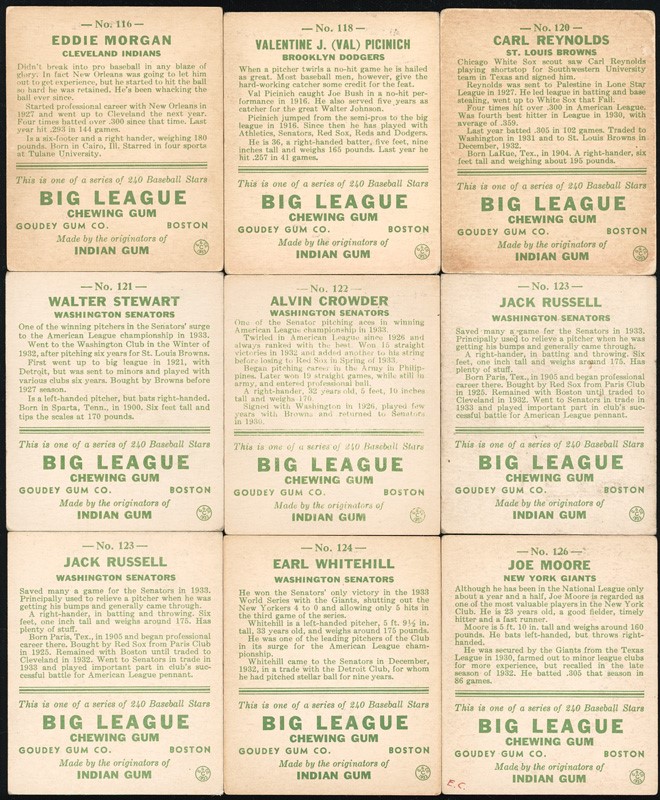 — No. 116 —
EDDIE MORGAN
CLEVELAND INDIANS
Didn't break into pro baseball in any blaze of
glory. In fact New Orleans was going to let him
out to get experience, but he started to hit the ball
so hard he was retained. He's been whacking the
ball ever since.
Started professional career with New Orleans in
1927 and went up to Cleveland the next year.
Four times batted over .300 since that time. Last
year hit .293 in 144 games.
Is a six-footer and a right hander, weighing 180
pounds. Born in Cairo, Ill. Starred in four sports
at Tulane University.
This is one of a series of 240 Baseball Stars
BIG LEAGUE
CHEWING GUM
GOUDEY GUM CO. BOSTON
Made by the originators of
INDIAN GUM
— No. 118 —
VALENTINE J. (VAL) PICINICH
BROOKLYN DODGERS
When a pitcher twirls a no-hit game he is hailed
as great. Most baseball men, however, give the
hard-working catcher some credit for the feat.
Val Picinich caught Joe Bush in a no-hit per-
formance in 1916. He also served five years as
catcher for the great Walter Johnson.
Picinich jumped from the semi-pros to the big
league in 1916. Since then he has played with
Athletics, Senators, Red Sox, Reds and Dodgers.
He is 36, a right-handed batter, five feet, nine
inches tall and weighs 165 pounds. Last year he
hit .257 in 41 games.
This is one of a series of 240 Baseball Stars
BIG LEAGUE
CHEWING GUM
GOUDEY GUM CO. BOSTON
Made by the originators of
INDIAN GUM
— No. 120 —
CARL REYNOLDS
ST. LOUIS BROWNS
Chicago White Sox scout saw Carl Reynolds
playing shortstop for Southwestern University
team in Texas and signed him.
Reynolds was sent to Palestine in Lone Star
League in 1927. He led league in batting and base
stealing, went up to White Sox that Fall.
Four times hit over .300 in American League.
Was fourth best hitter in League in 1930, with
average of .359.
Last year batted .305 in 102 games. Traded to
Washington in 1931 and to St. Louis Browns in
December, 1932.
Born LaRue, Tex., in 1904. A right-hander, six
feet tall and weighing about 195 pounds.
This is one of a series of 240 Baseball Stars
BIG LEAGUE
CHEWING GUM
GOUDEY GUM CO. BOSTON
Made by the originators of
INDIAN GUM
— No. 121 —
WALTER STEWART
WASHINGTON SENATORS
One of the winning pitchers in the Senators' surge
to the American League championship in 1933.
Went to the Washington Club in the Winter of
1932, after pitching six years for St. Louis Browns.
First went up to big league in 1921, with
Detroit, but was sent to minors and played with
various clubs six years. Bought by Browns before
1927 season.
Is a left-handed pitcher, but bats right-handed.
Born in Sparta, Tenn., in 1900. Six feet tall and
tips the scales at 170 pounds.
This is one of a series of 240 Baseball Stars
BIG LEAGUE
CHEWING GUM
GOUDEY GUM CO. BOSTON
Made by the originators of
INDIAN GUM
— No. 122 —
ALVIN CROWDER
WASHINGTON SENATORS
One of the Senator pitching aces in winning
American League championship in 1933.
Twirled in American League since 1926 and
always ranked with the best. Won 15 straight
victories in 1932 and added another to his string
before losing to Red Sox in Spring of 1933.
Began pitching career in the Army in Philip-
pines. Later won 19 straight games, while still in
army, and entered professional ball.
A right-hander, 32 years old, 5 feet, 10 inches
tall and weighs 170.
Signed with Washington in 1926, played few
years with Browns and returned to Senators
in 1930.
This is one of a series of 240 Baseball Stars
BIG LEAGUE
CHEWING GUM
GOUDEY GUM CO. BOSTON
Made by the originators of
INDIAN GUM
— No. 123 —
JACK RUSSELL
WASHINGTON SENATORS
Saved many a game for the Senators in 1933.
Principally used to relieve a pitcher when he was
getting his bumps and generally came through.
A right-hander, in batting and throwing. Six
feet, one inch tall and weighs around 175. Has
plenty of stuff.
Born Paris, Tex., in 1905 and began professional
career there. Bought by Red Sox from Paris Club
in 1925. Remained with Boston until traded to
Cleveland in 1932. Went to Senators in trade in
1933 and played important part in club's suc-
cessful battle for American League pennant.
This is one of a series of 240 Baseball Stars
BIG LEAGUE
CHEWING GUM
GOUDEY GUM CO. BOSTON
Made by the originators of
INDIAN GUM
— No. 123 —
JACK RUSSELL
WASHINGTON SENATORS
Saved many a game for the Senators in 1933.
Principally used to relieve a pitcher when he was
getting his bumps and generally came through.
A right-hander, in batting and throwing. Six
feet, one inch tall and weighs around 175. Has
plenty of stuff.
Born Paris, Tex., in 1905 and began professional
career there. Bought by Red Sox from Paris Club
in 1925. Remained with Boston until traded to
Cleveland in 1932. Went to Senators in trade in
1933 and played important part in club's suc-
cessful battle for American League pennant.
This is one of a series of 240 Baseball Stars
BIG LEAGUE
CHEWING GUM
GOUDEY GUM CO. BOSTON
Made by the originators of
INDIAN GUM
— No. 124 —
EARL WHITEHILL
WASHINGTON SENATORS
He won the Senators' only victory in the 1933
World Series with the Giants, shutting out the
New Yorkers 4 to 0 and allowing only 5 hits in
the third game of the series.
Whitehill is a left-handed pitcher, 5 ft. 9½ in.
tall, 33 years old, and weighs around 175 pounds.
He was one of the leading pitchers of the Club
in its surge for the American League cham-
pionship.
Whitehill came to the Senators in December,
1932, in a trade with the Detroit Club, for whom
he had pitched stellar ball for nine years.
This is one of a series of 240 Baseball Stars
BIG LEAGUE
CHEWING GUM
GOUDEY GUM CO. BOSTON
Made by the originators of
INDIAN GUM
— No. 126 —
JOE MOORE
NEW YORK GIANTS
Although he has been in the National League only
about a year and a half, Joe Moore is regarded as
one of the most valuable players in the New York
Club. He is 23 years old, a good fielder, timely
hitter and a fast runner.
Moore is 5 ft. 10 in. tall and weighs around 160
pounds. He bats left-handed, but throws right-
handed.
He was secured by the Giants from the Texas
League in 1930, farmed out to minor league clubs
for more experience, but recalled in the late
season of 1932. He batted .305 that season in
86 games.
This is one of a series of 240 Baseball Stars
BIG LEAGUE
CHEWING GUM
GOUDEY GUM CO. BOSTON
Made by the originators of
INDIAN GUM
E.C.